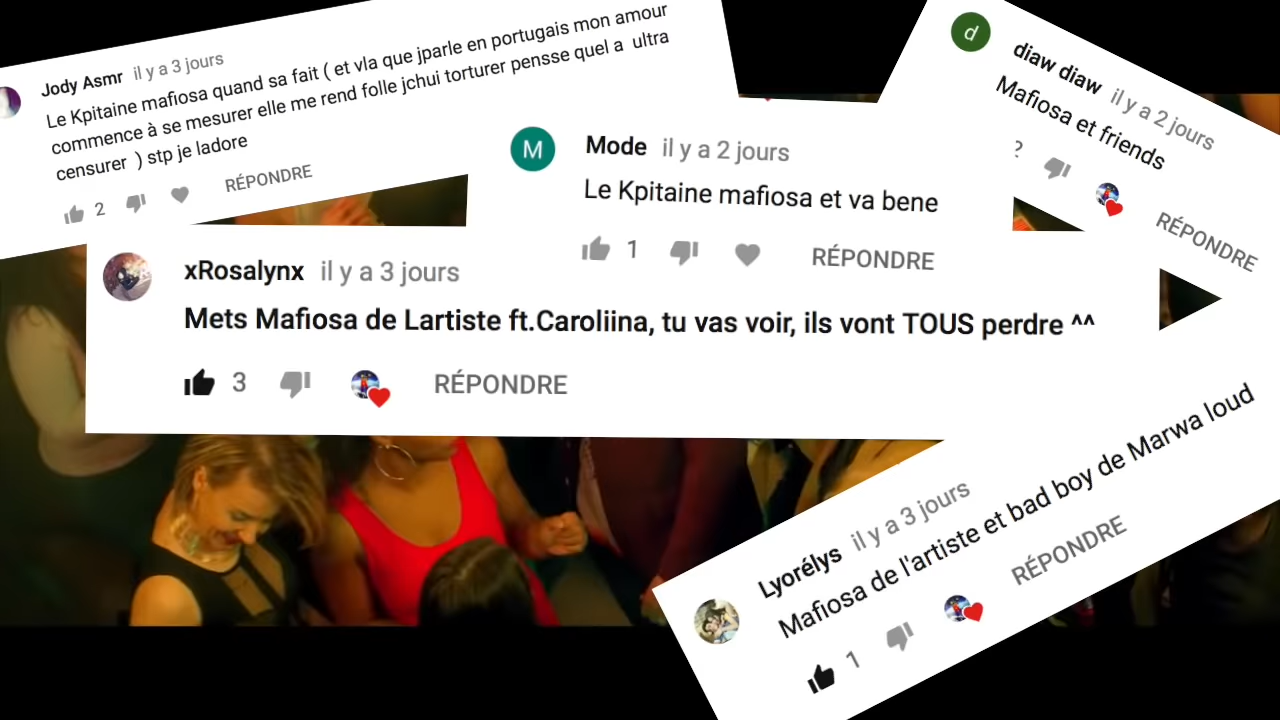 Jody Asmr il y a 3 jours
Le Kpitaine mafiosa quand sa fait ( et vla que jparle en portugais mon amour
commence à se mesurer elle me rend folle jchui torturer pensse quel a ultra
censurer ) stp je ladore
2 RÉPONDRE
d
diaw diaw il y a 2 jours
Mafiosa et friends
RÉPONDRE
M
Mode il y a 2 jours
Le Kpitaine mafiosa et va bene
1 RÉPONDRE
xRosalynx il y a 3 jours
Mets Mafiosa de Lartiste ft.Caroliina, tu vas voir, ils vont TOUS perdre ^^
3 RÉPONDRE
Lyorélys il y a 3 jours
Mafiosa de l'artiste et bad boy de Marwa loud
1 RÉPONDRE